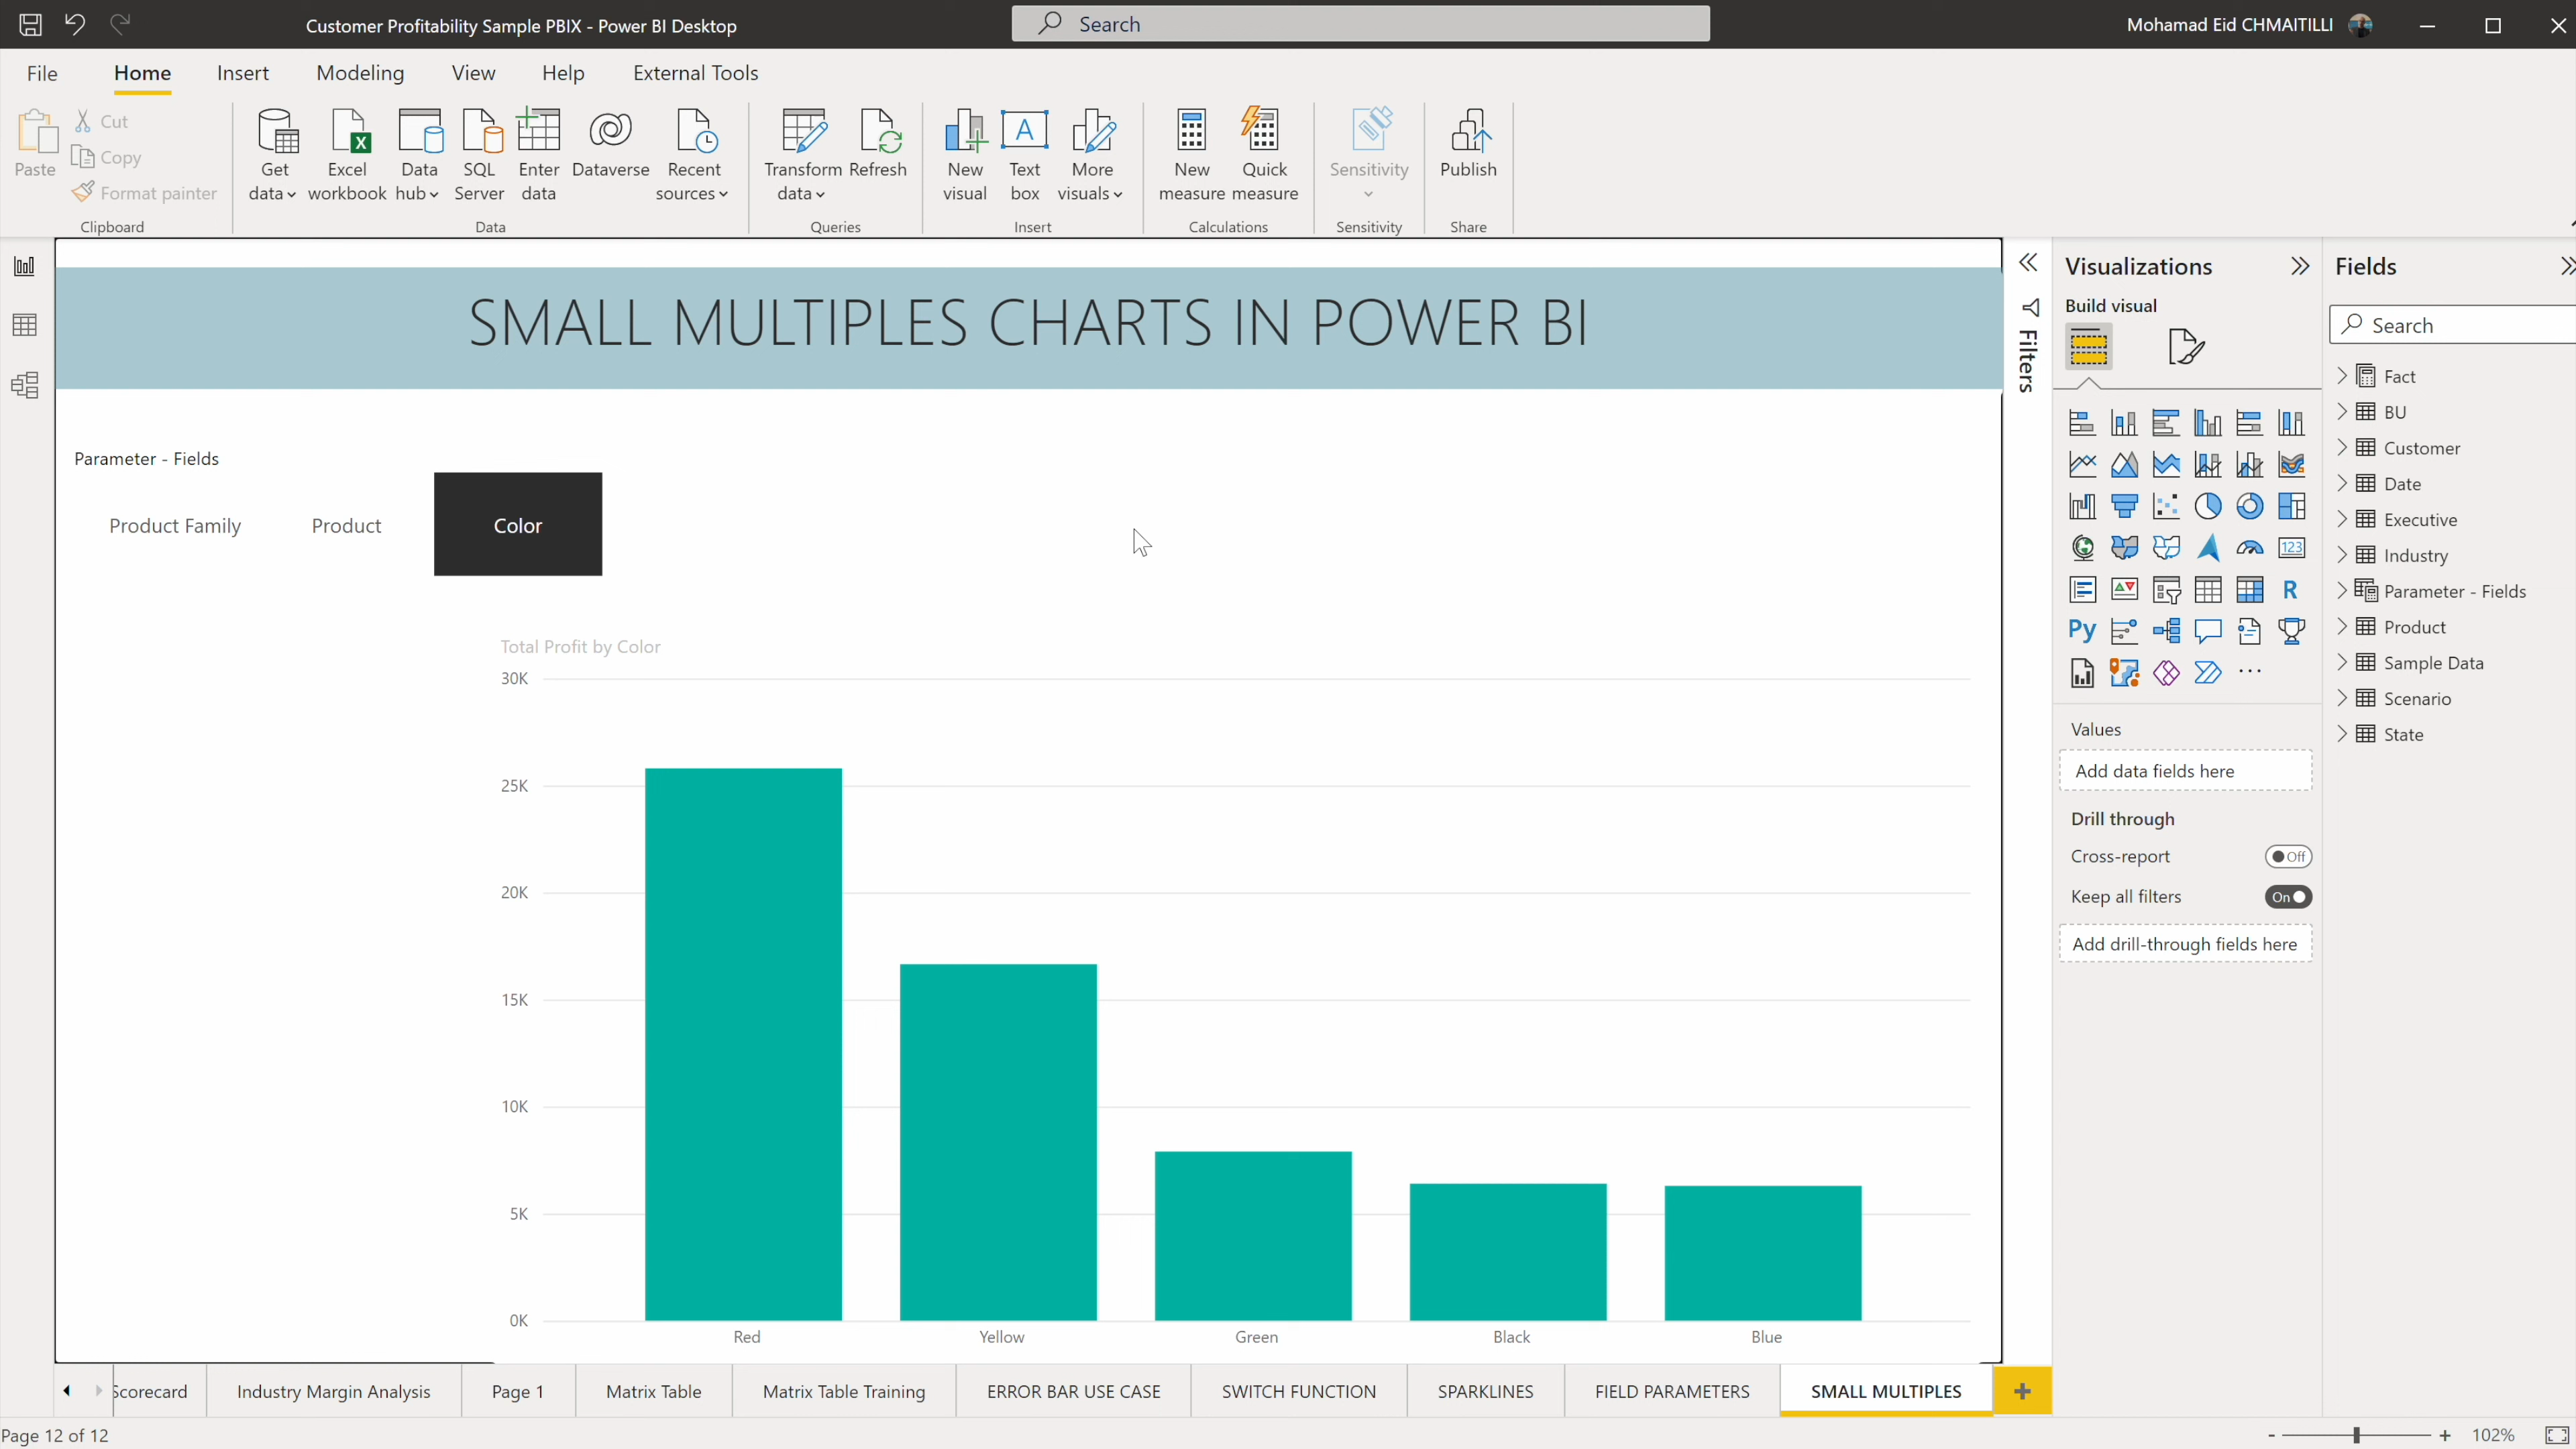 Customer Profitability Sample PBIX - Power BI Desktop
Search
Mohamad Eid CHMAITILLI
File Home Insert Modeling View Help External Tools
Paste
Cut
Copy
Format painter
Clipboard
Get data
Excel workbook
Data hub
SQL Server
Enter data
Dataverse
Recent sources
Data
Transform data
Refresh
Queries
New visual
Text box
More visuals
Insert
New measure
Quick measure
Calculations
Sensitivity
Sensitivity
Publish
Share
SMALL MULTIPLES CHARTS IN POWER BI
Parameter - Fields
Product Family Product Color
Total Profit by Color
30K
25K
20K
15K
10K
5K
0K
Red Yellow Green Black Blue
Filters
Visualizations
Build visual
123
R
Py
Values
Add data fields here
Drill through
Cross-report Off
Keep all filters On
Add drill-through fields here
Fields
Search
Fact
BU
Customer
Date
Executive
Industry
Parameter - Fields
Product
Sample Data
Scenario
State
Scorecard Industry Margin Analysis Page 1 Matrix Table Matrix Table Training ERROR BAR USE CASE SWITCH FUNCTION SPARKLINES FIELD PARAMETERS SMALL MULTIPLES +
Page 12 of 12
- + 102%